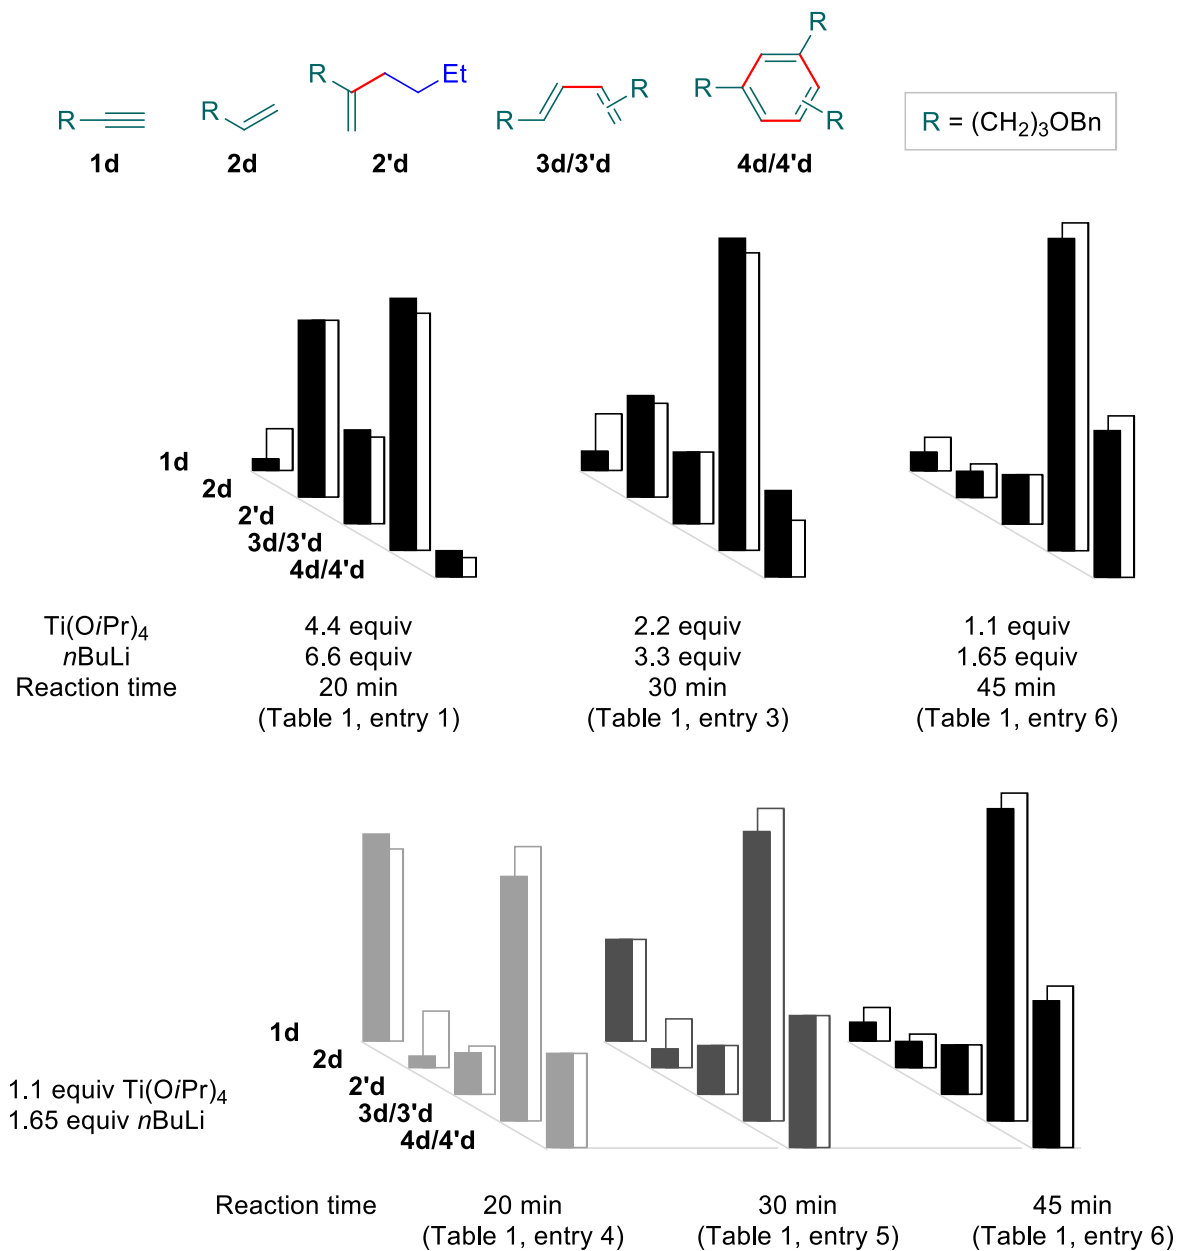 R
Et
R
R
R
R
R
R
R
R = (CH2)3OBn
1d
2d
2'd
3d/3'd
4d/4'd
1d
2d
2'd
3d/3'd
4d/4'd
Ti(OiPr)4 4.4 equiv 2.2 equiv 1.1 equiv
nBuLi 6.6 equiv 3.3 equiv 1.65 equiv
Reaction time 20 min 30 min 45 min
(Table 1, entry 1) (Table 1, entry 3) (Table 1, entry 6)
1d
2d
2'd
3d/3'd
4d/4'd
1.1 equiv Ti(OiPr)4
1.65 equiv nBuLi
Reaction time 20 min 30 min 45 min
(Table 1, entry 4) (Table 1, entry 5) (Table 1, entry 6)